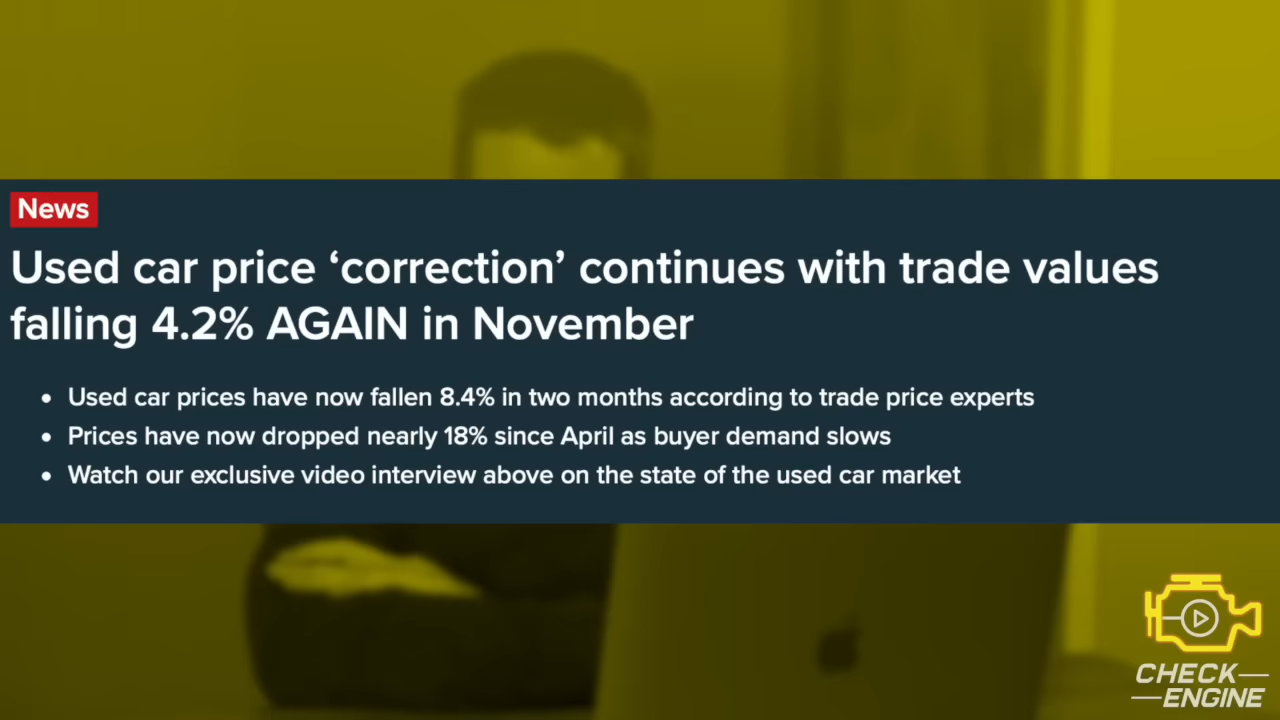 News
Used car price ‘correction’ continues with trade values
falling 4.2% AGAIN in November
• Used car prices have now fallen 8.4% in two months according to trade price experts
• Prices have now dropped nearly 18% since April as buyer demand slows
• Watch our exclusive video interview above on the state of the used car market
CHECK
ENGINE